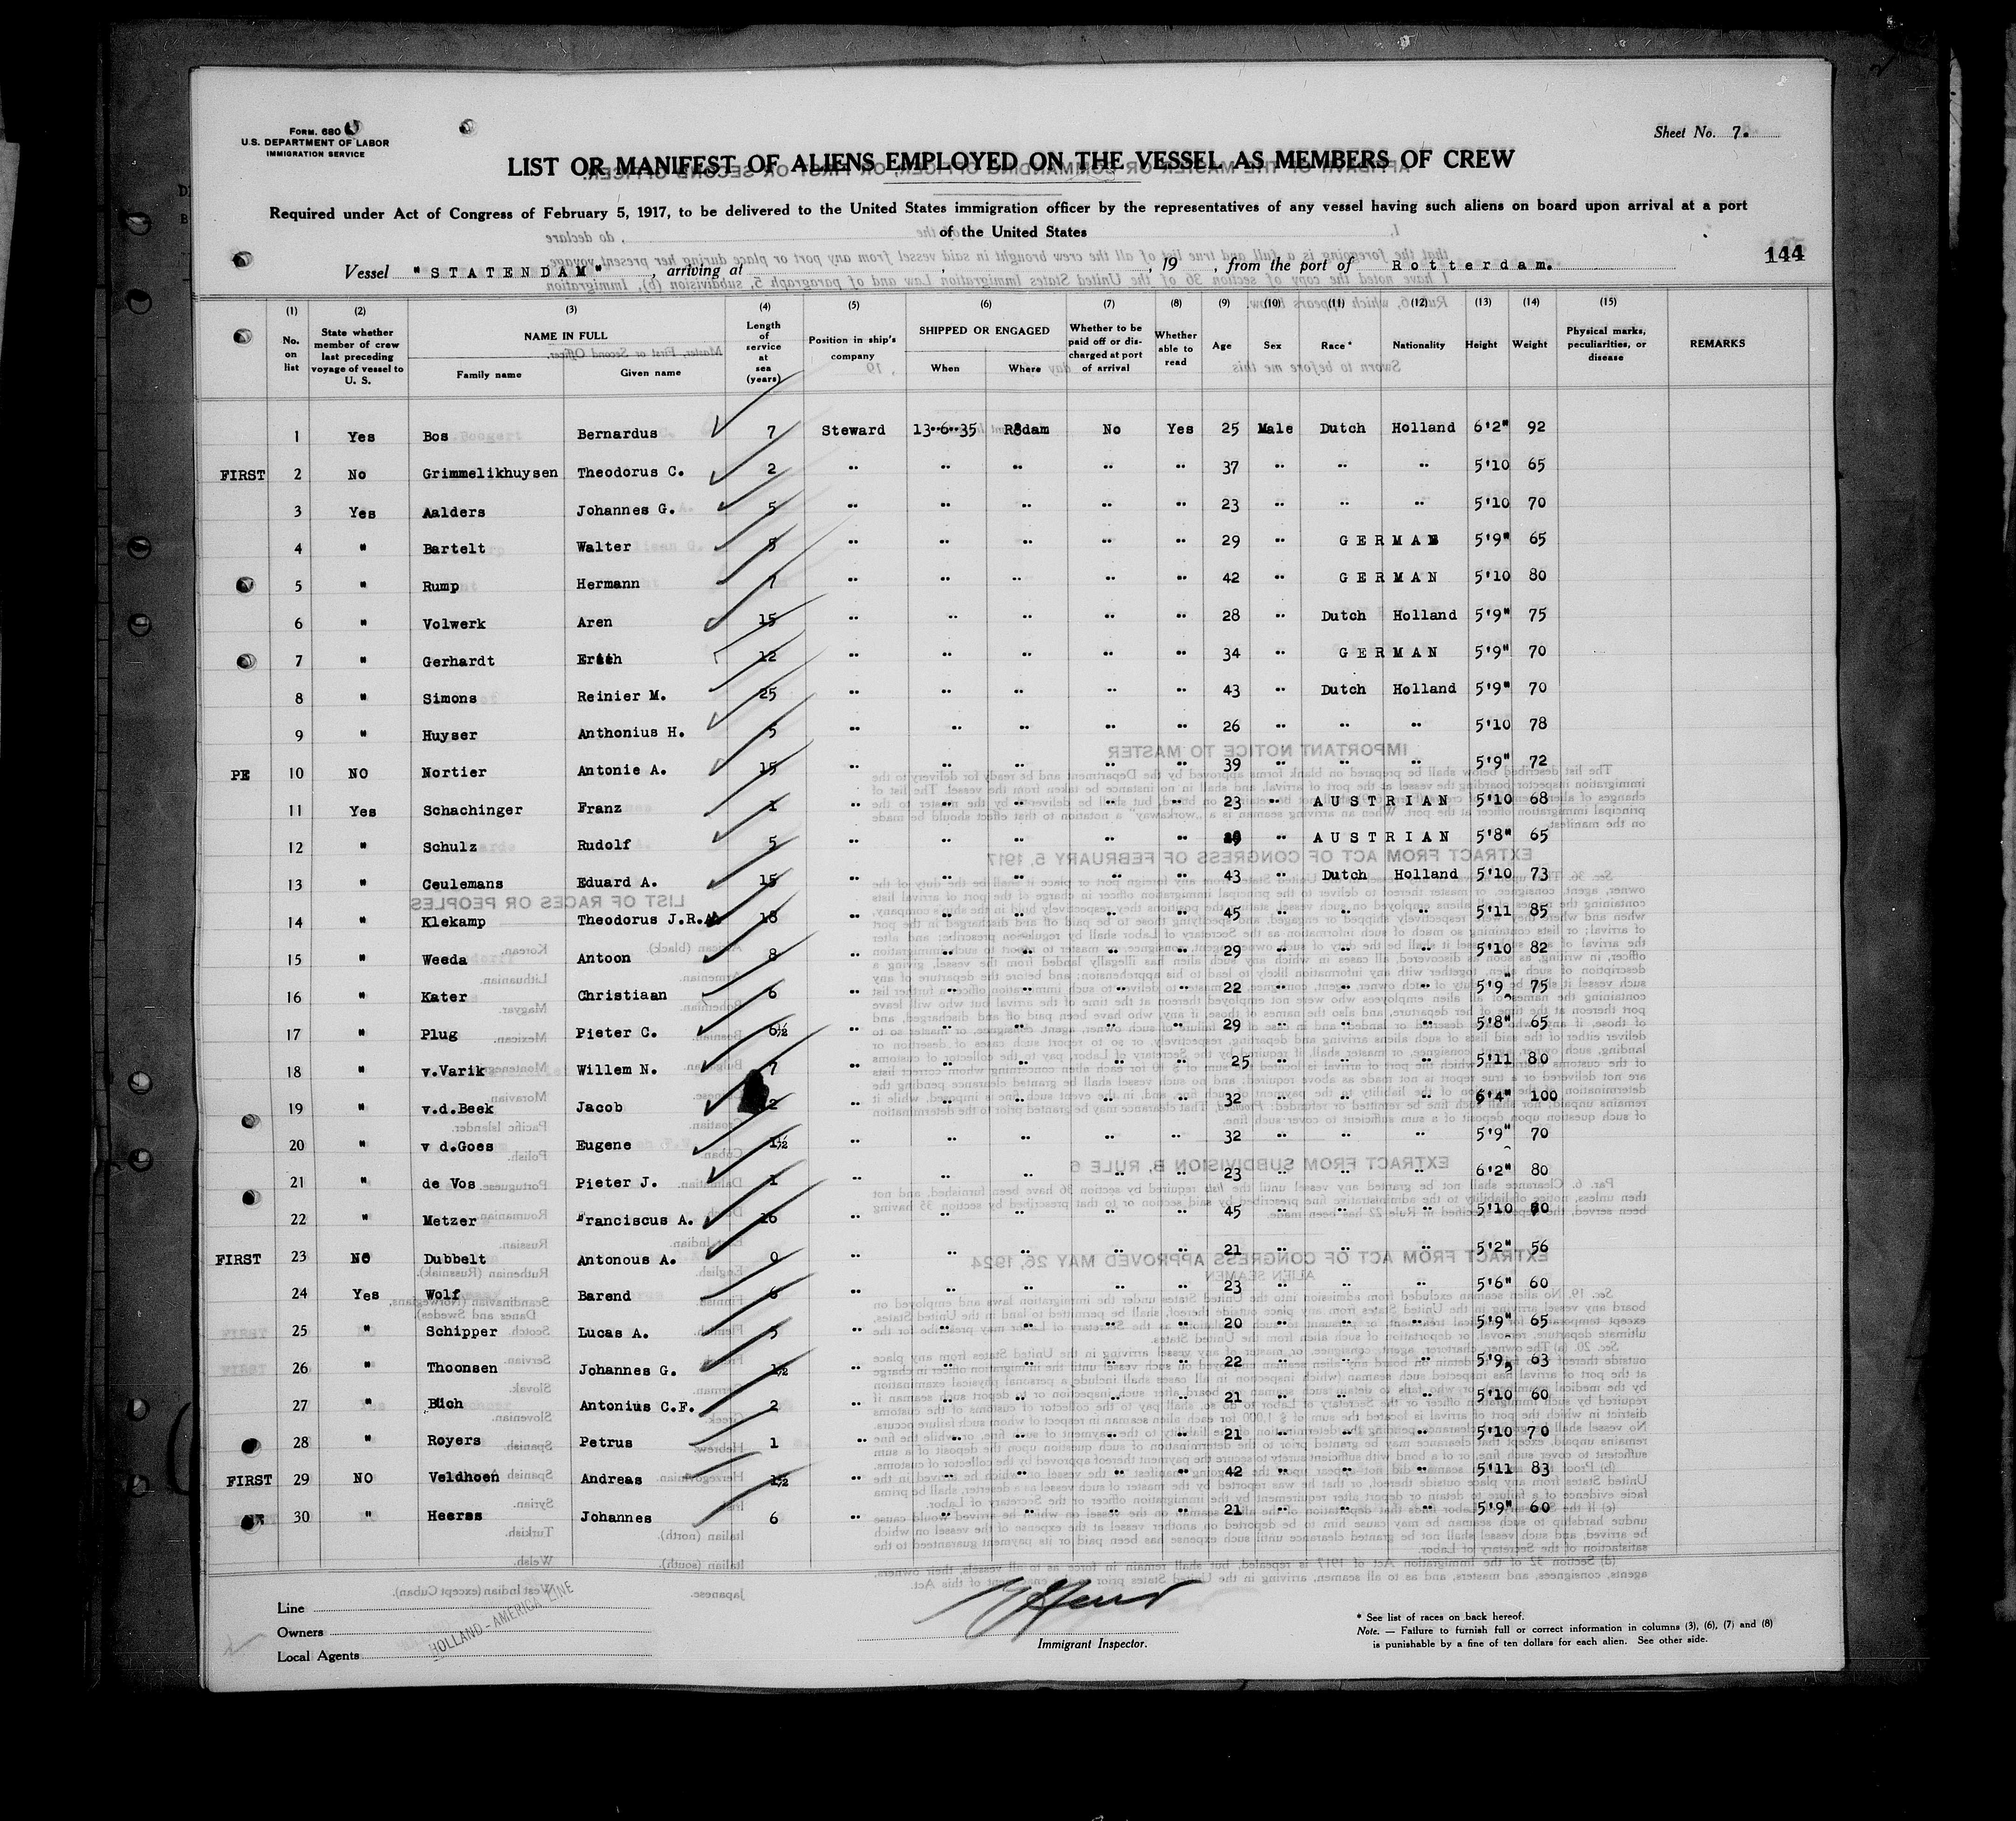 FORM. 680
U.S. DEPARTMENT OF LABOR
IMMIGRATION SERVICE
Sheet No. 7.
LIST OR MANIFEST OF ALIENS EMPLOYED ON THE VESSEL AS MEMBERS OF CREW
Required under Act of Congress of February 5, 1917, to be delivered to the United States immigration officer by the representatives of any vessel having such aliens on board upon arrival at a port
of the United States
Vessel "STATENDAM", arriving at , 19 , from the port of Rotterdam.
144
(1) (2) (3) (4) (5) (6) (7) (8) (9) (10) (11) (12) (13) (14) (15)
No. on list State whether member of crew last preceding voyage of vessel to U. S. NAME IN FULL Family name Given name Length of service at sea (years) Position in ship's company SHIPPED OR ENGAGED When Where Whether to be paid off or discharged at port of arrival Whether able to read Age Sex Race* Nationality Height Weight Physical marks, peculiarities, or disease REMARKS
1 Yes Bos Bernardus 7 Steward 13-6-35 R'dam No Yes 25 Male Dutch Holland 6'2" 92
FIRST 2 No Grimmelikhuysen Theodorus C. 2 " " " " " 37 " " " 5'10 65
3 Yes Aalders Johannes G. 5 " " " " " 23 " " " 5'10 70
4 " Bartelt Walter 5 " " " " " 29 " GERMAN 5'9" 65
5 " Rump Hermann 7 " " " " " 42 " GERMAN 5'10 80
6 " Volwerk Aren 15 " " " " " 28 " Dutch Holland 5'9" 75
7 " Gerhardt 12 " " " " " 34 " GERMAN 5'9" 70
8 " Simons Reinier M. 25 " " " " " 43 " Dutch Holland 5'9" 70
9 " Huyser Anthonius H. 5 " " " " " 26 " " " 5'10 78
PE 10 NO Nortier Antonie A. 15 " " " " " 39 " " " 5'9" 72
11 Yes Schachinger Franz 1 " " " " " 23 " AUSTRIAN 5'10 68
12 " Schulz Rudolf 5 " " " " " " AUSTRIAN 5'8" 65
13 " Ceulemans Eduard A. 15 " " " " " 43 " Dutch Holland 5'10 73
14 " Klekamp Theodorus J.R.A. 18 " " " " " 45 " " " 5'11 85
15 " Weeda Antoon 8 " " " " " 29 " " " 5'10 82
16 " Kater Christiaan 6 " " " " " 22 " " " 5'9" 75
17 " Plug Pieter C. 6½ " " " " " 29 " " " 5'8" 65
18 " v.Varik Willem N. 7 " " " " " 25 " " " 5'11 80
19 " v.d.Beek Jacob " " " " " 32 " " " 6'4" 100
20 " v d.Goes Eugene 1½ " " " " " 32 " " " 5'9" 70
21 " de Vos Pieter J. 1 " " " " " 23 " " " 6'2" 80
22 " Metzer Franciscus A. 16 " " " " " 45 " " " 5'10
FIRST 23 NO Dubbelt Antonous A. 0 " " " " " 21 " " " 5'2" 56
24 Yes Wolf Barend 6 " " " " " 23 " " " 5'6" 60
25 " Schipper Lucas A. 5 " " " " " 20 " " " 5'9" 65
26 " Thoonsen Johannes G. 1½ " " " " " 22 " " " 5'9" 63
27 " Büch Antonius C.F. 2 " " " " " 21 " " " 5'10 60
28 " Royers Petrus 1 " " " " " 21 " " " 5'10 70
FIRST 29 NO Veldhoen Andreas 1½ " " " " " 42 " " " 5'11 83
30 " Johannes 6 " " " " " 21 " " " 5'9" 60
Line
Owners
Local Agents
HOLLAND-AMERICA LINE
Immigrant Inspector.
* See list of races on back hereof.
Note. — Failure to furnish full or correct information in columns (3), (6), (7) and (8)
is punishable by a fine of ten dollars for each alien. See other side.